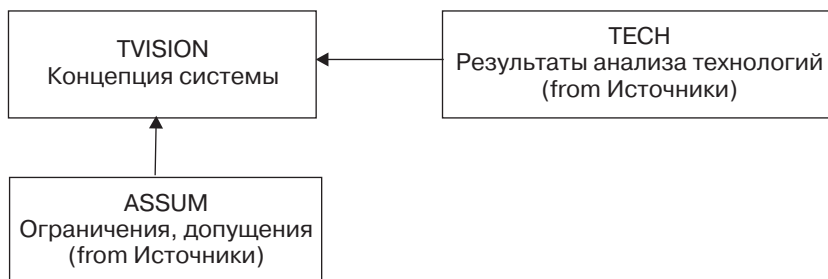 TVISION
Концепция системы
TECH
Результаты анализа технологий
(from Источники)
ASSUM
Ограничения, допущения
(from Источники)